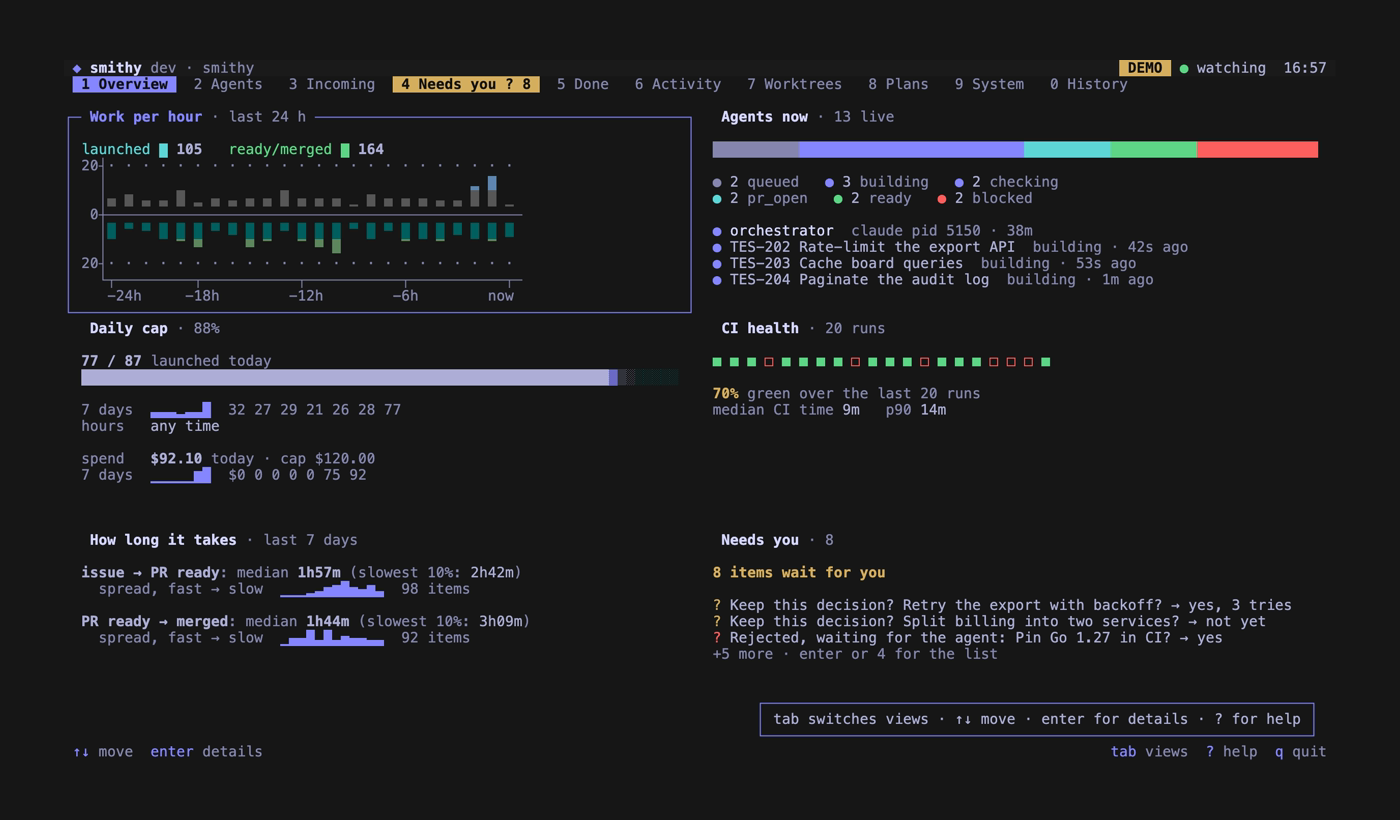 ◆ smithy dev · smithy
DEMO ● watching 16:57
1 Overview 2 Agents 3 Incoming 4 Needs you ? 8 5 Done 6 Activity 7 Worktrees 8 Plans 9 System 0 History
Work per hour · last 24 h
launched 105 ready/merged 164
20
0
20
−24h −18h −12h −6h now
Agents now · 13 live
● 2 queued ● 3 building ● 2 checking
● 2 pr_open ● 2 ready ● 2 blocked
● orchestrator claude pid 5150 · 38m
● TES−202 Rate−limit the export API building · 42s ago
● TES−203 Cache board queries building · 53s ago
● TES−204 Paginate the audit log building · 1m ago
Daily cap · 88%
77 / 87 launched today
7 days 32 27 29 21 26 28 77
hours any time
spend $92.10 today · cap $120.00
7 days $0 0 0 0 0 75 92
CI health · 20 runs
70% green over the last 20 runs
median CI time 9m p90 14m
How long it takes · last 7 days
issue → PR ready: median 1h57m (slowest 10%: 2h42m)
spread, fast → slow 98 items
PR ready → merged: median 1h44m (slowest 10%: 3h09m)
spread, fast → slow 92 items
Needs you · 8
8 items wait for you
? Keep this decision? Retry the export with backoff? → yes, 3 tries
? Keep this decision? Split billing into two services? → not yet
? Rejected, waiting for the agent: Pin Go 1.27 in CI? → yes
+5 more · enter or 4 for the list
tab switches views · ↑↓ move · enter for details · ? for help
↑↓ move enter details
tab views ? help q quit